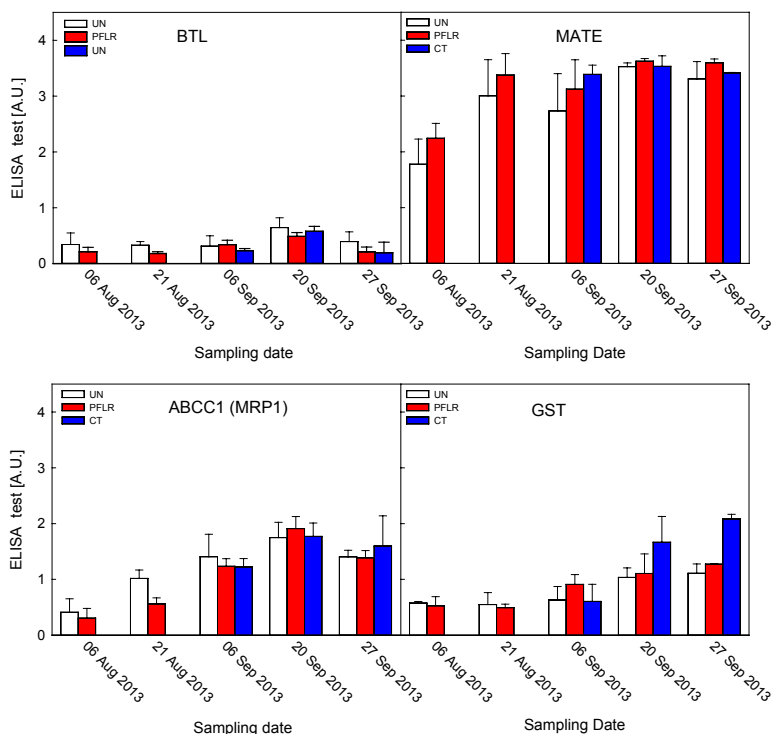 UN
PFLR
UN
BTL
4
3
2
1
0
ELISA test [A.U.]
06 Aug 2013
21 Aug 2013
06 Sep 2013
20 Sep 2013
27 Sep 2013
Sampling date
UN
PFLR
CT
MATE
06 Aug 2013
21 Aug 2013
06 Sep 2013
20 Sep 2013
27 Sep 2013
Sampling Date
UN
PFLR
CT
ABCC1 (MRP1)
4
3
2
1
0
ELISA test [A.U.]
06 Aug 2013
21 Aug 2013
06 Sep 2013
20 Sep 2013
27 Sep 2013
Sampling date
UN
PFLR
CT
GST
06 Aug 2013
21 Aug 2013
06 Sep 2013
20 Sep 2013
27 Sep 2013
Sampling Date